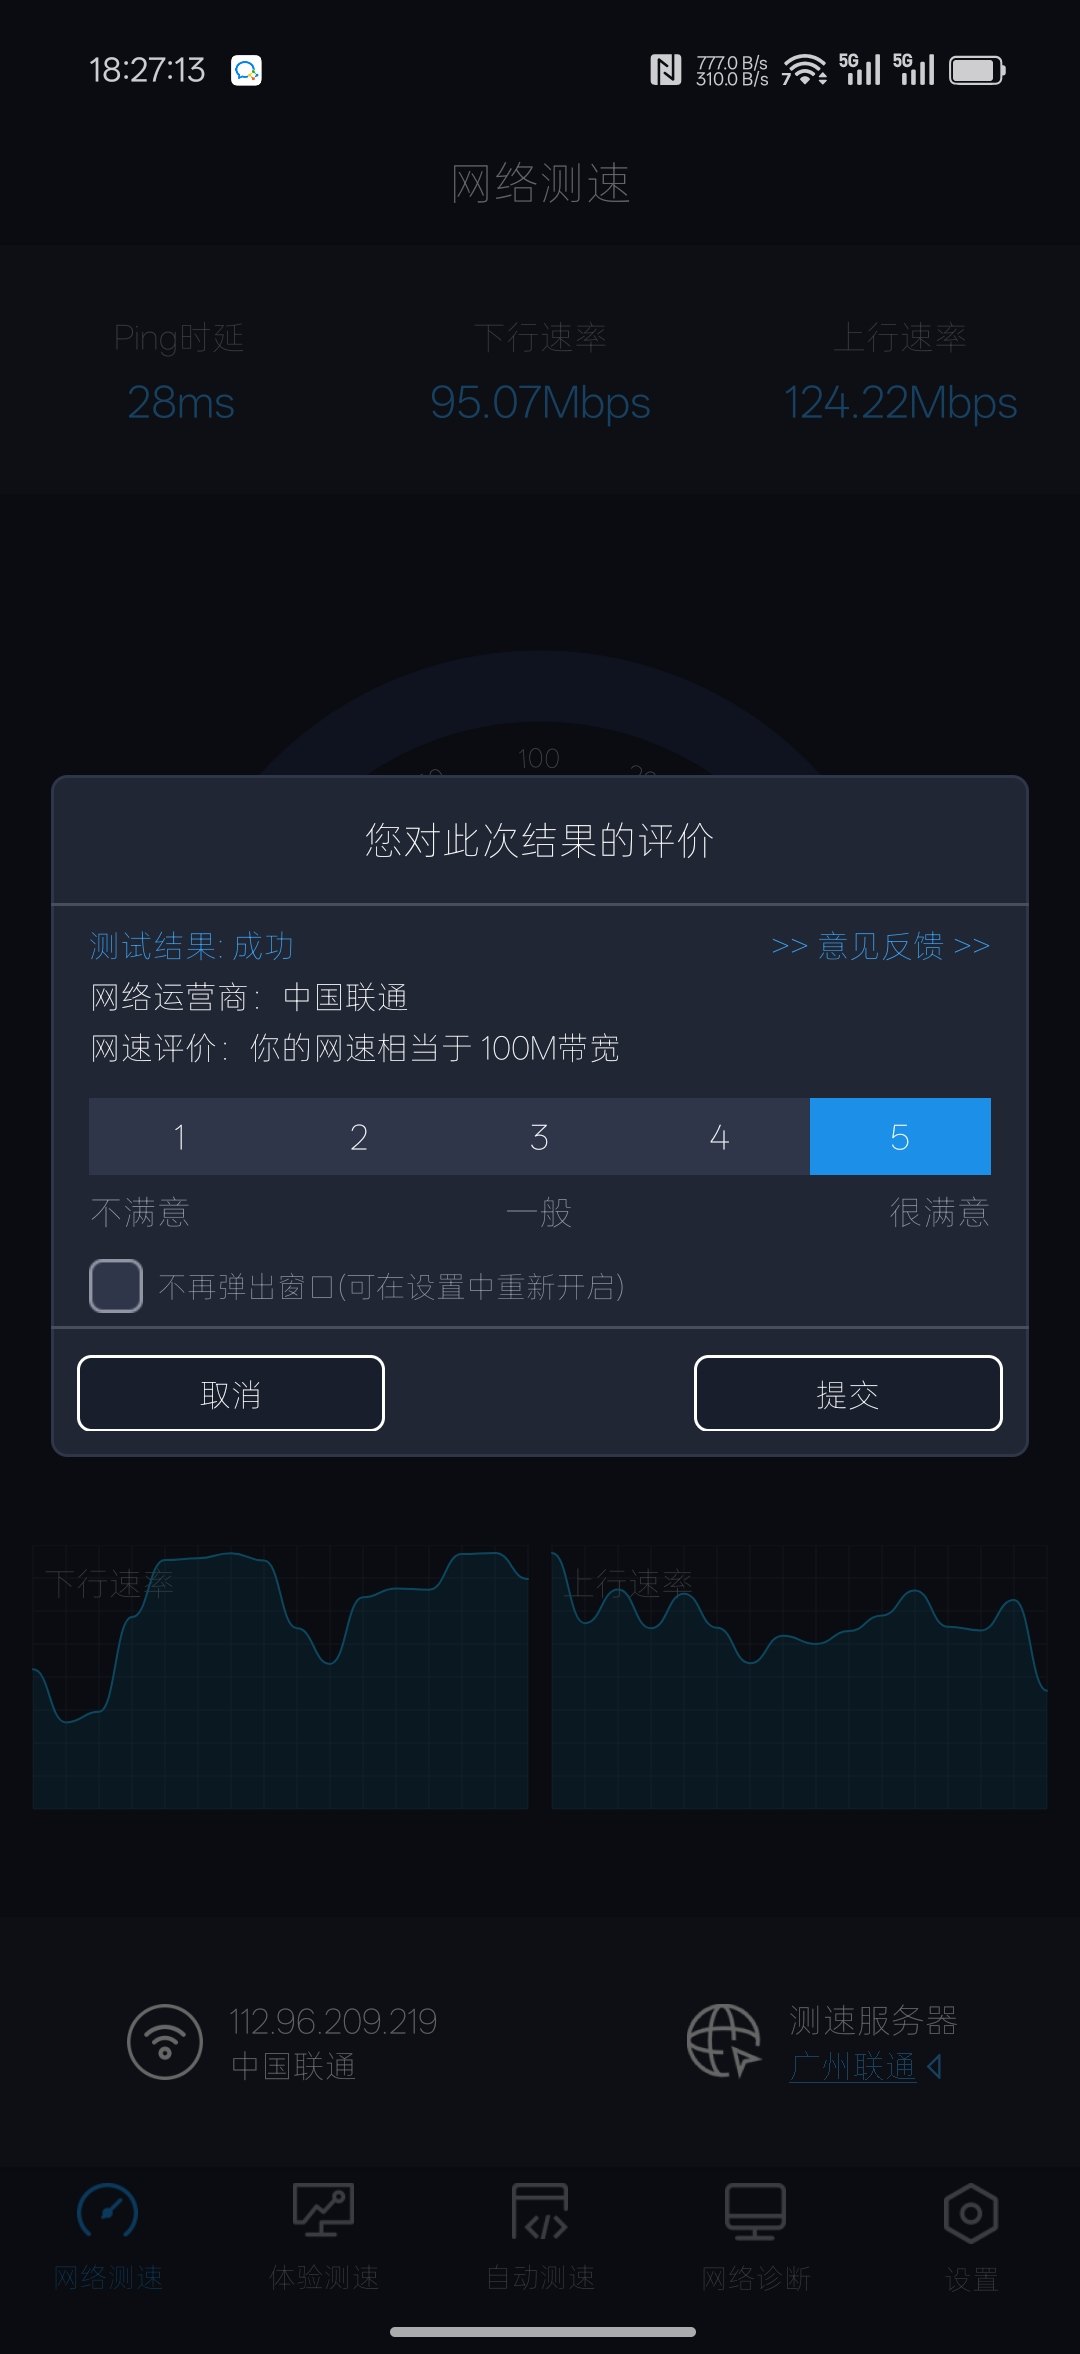 18:27:13
777.0 B/s
310.0 B/s
7
5G
5G
网络测速
Ping时延 下行速率 上行速率
28ms 95.07Mbps 124.22Mbps
100
您对此次结果的评价
测试结果: 成功 >> 意见反馈 >>
网络运营商：中国联通
网速评价：你的网速相当于 100M带宽
1 2 3 4 5
不满意 一般 很满意
不再弹出窗口(可在设置中重新开启)
取消 提交
下行速率 上行速率
112.96.209.219 测速服务器
中国联通 广州联通
网络测速 体验测速 自动测速 网络诊断 设置